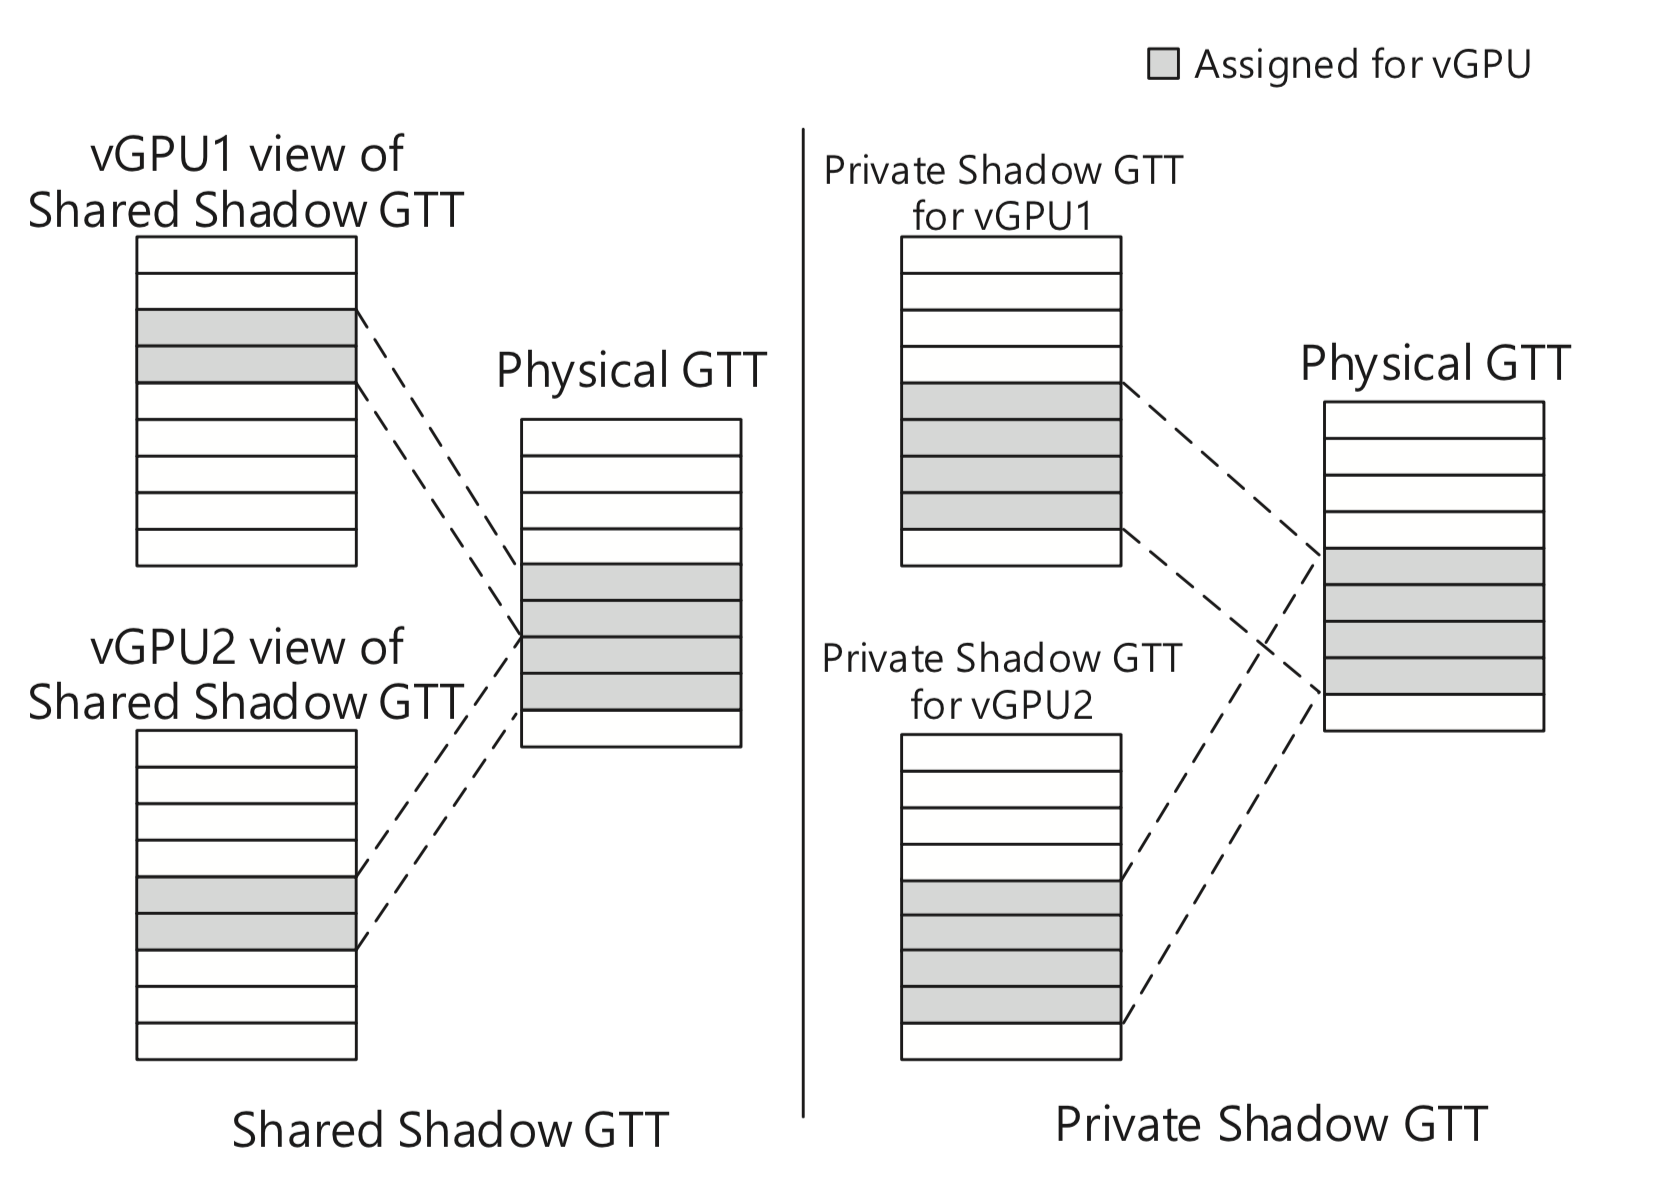 Assigned for vGPU
vGPU1 view of
Shared Shadow GTT
Physical GTT
vGPU2 view of
Shared Shadow GTT
Shared Shadow GTT
Private Shadow GTT
for vGPU1
Physical GTT
Private Shadow GTT
for vGPU2
Private Shadow GTT